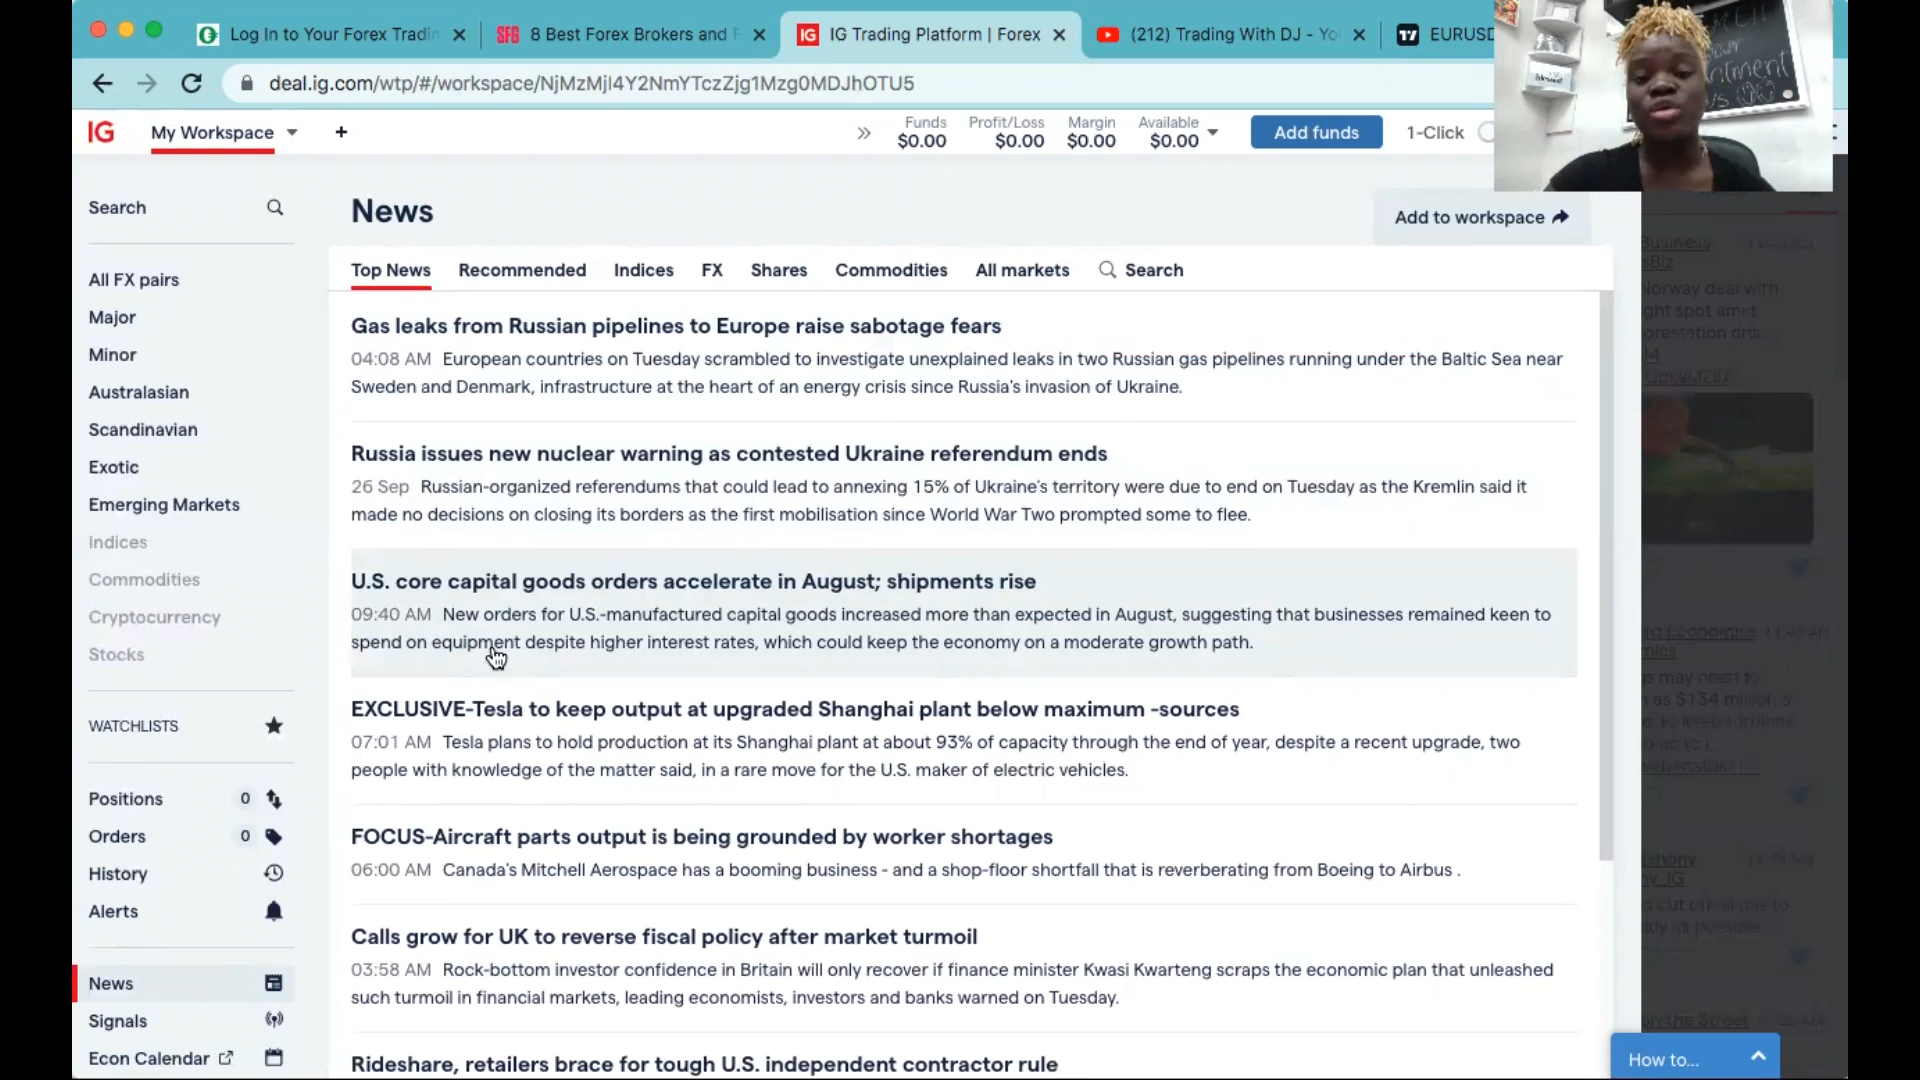 Log In to Your Forex Tradin
SFG 8 Best Forex Brokers and F
IG IG Trading Platform | Forex
(212) Trading With DJ - Yo
EURUSD
deal.ig.com/wtp/#/workspace/NjMzMjI4Y2NmYTczZjg1Mzg0MDJhOTU5
IG My Workspace +
Funds Profit/Loss Margin Available
$0.00 $0.00 $0.00 $0.00
Add funds
1-Click
Search
All FX pairs
Major
Minor
Australasian
Scandinavian
Exotic
Emerging Markets
Indices
Commodities
Cryptocurrency
Stocks
WATCHLISTS
Positions 0
Orders 0
History
Alerts
News
Signals
Econ Calendar
News
Add to workspace
Top News Recommended Indices FX Shares Commodities All markets Search
Gas leaks from Russian pipelines to Europe raise sabotage fears
04:08 AM European countries on Tuesday scrambled to investigate unexplained leaks in two Russian gas pipelines running under the Baltic Sea near
Sweden and Denmark, infrastructure at the heart of an energy crisis since Russia's invasion of Ukraine.
Russia issues new nuclear warning as contested Ukraine referendum ends
26 Sep Russian-organized referendums that could lead to annexing 15% of Ukraine's territory were due to end on Tuesday as the Kremlin said it
made no decisions on closing its borders as the first mobilisation since World War Two prompted some to flee.
U.S. core capital goods orders accelerate in August; shipments rise
09:40 AM New orders for U.S.-manufactured capital goods increased more than expected in August, suggesting that businesses remained keen to
spend on equipment despite higher interest rates, which could keep the economy on a moderate growth path.
EXCLUSIVE-Tesla to keep output at upgraded Shanghai plant below maximum -sources
07:01 AM Tesla plans to hold production at its Shanghai plant at about 93% of capacity through the end of year, despite a recent upgrade, two
people with knowledge of the matter said, in a rare move for the U.S. maker of electric vehicles.
FOCUS-Aircraft parts output is being grounded by worker shortages
06:00 AM Canada's Mitchell Aerospace has a booming business - and a shop-floor shortfall that is reverberating from Boeing to Airbus .
Calls grow for UK to reverse fiscal policy after market turmoil
03:58 AM Rock-bottom investor confidence in Britain will only recover if finance minister Kwasi Kwarteng scraps the economic plan that unleashed
such turmoil in financial markets, leading economists, investors and banks warned on Tuesday.
Rideshare, retailers brace for tough U.S. independent contractor rule
Business
Norway deal with
as $134 million
on the Street
How to...